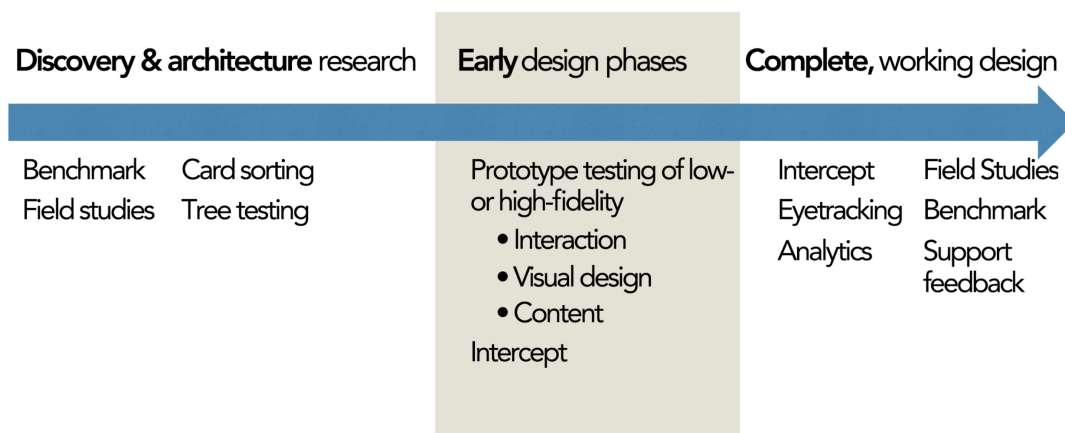 Discovery & architecture research
Benchmark Card sorting
Field studies Tree testing
Early design phases
Prototype testing of low-
or high-fidelity
• Interaction
• Visual design
• Content
Intercept
Complete, working design
Intercept Field Studies
Eyetracking Benchmark
Analytics Support
feedback